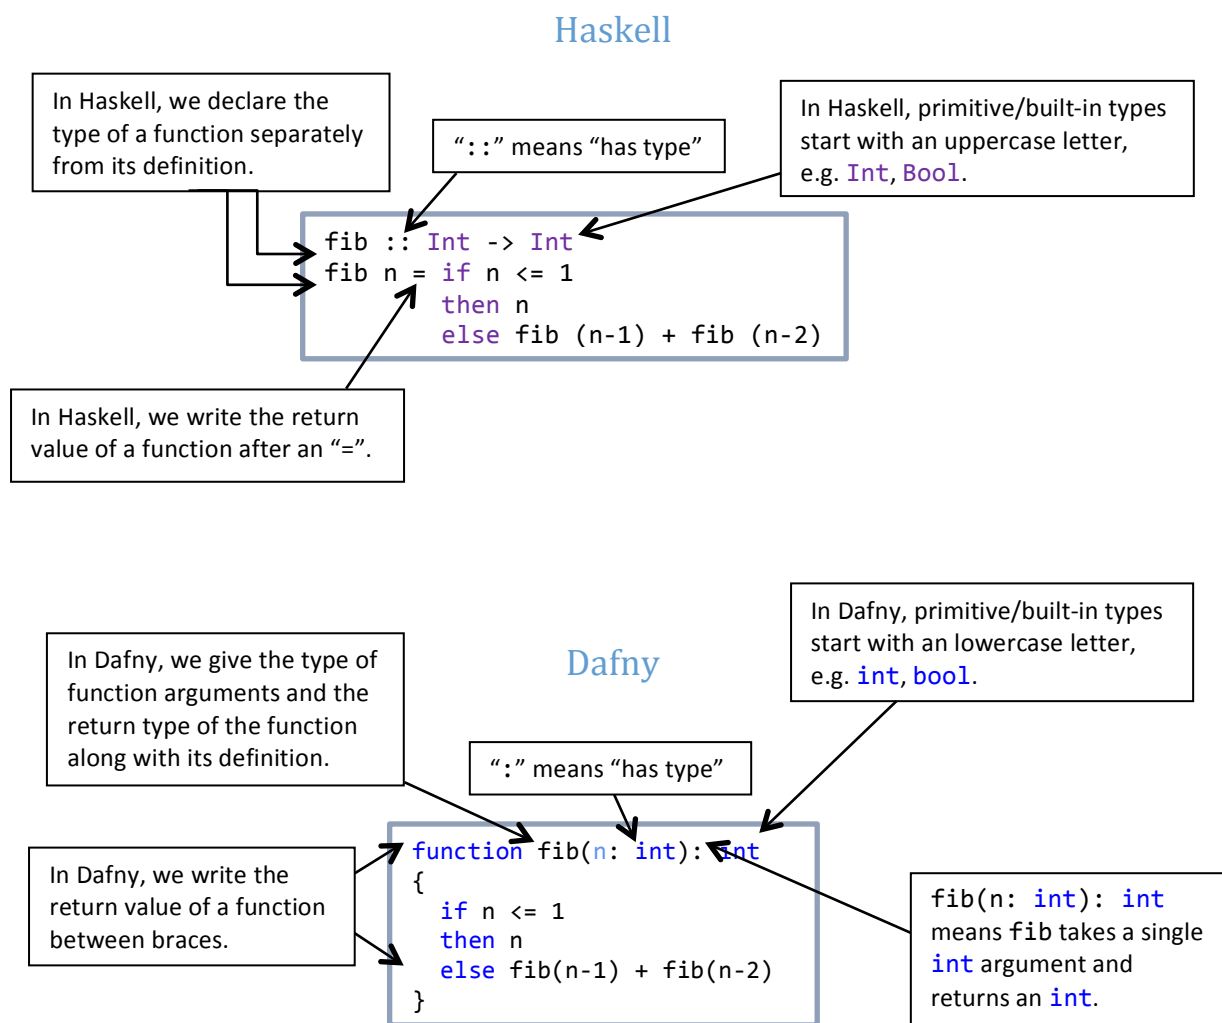 Haskell
In Haskell, we declare the
type of a function separately
from its definition.
“::” means “has type”
In Haskell, primitive/built-in types
start with an uppercase letter,
e.g. Int, Bool.
fib :: Int -> Int
fib n = if n <= 1
then n
else fib (n-1) + fib (n-2)
In Haskell, we write the return
value of a function after an “=”.
Dafny
In Dafny, we give the type of
function arguments and the
return type of the function
along with its definition.
“:” means “has type”
In Dafny, primitive/built-in types
start with an lowercase letter,
e.g. int, bool.
In Dafny, we write the
return value of a function
between braces.
function fib(n: int): int
{
if n <= 1
then n
else fib(n-1) + fib(n-2)
}
fib(n: int): int
means fib takes a single
int argument and
returns an int.